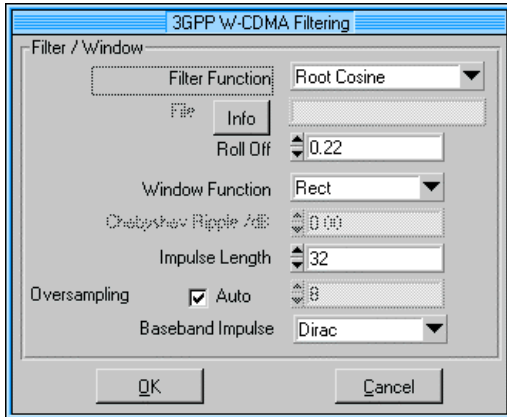 3GPP W-CDMA Filtering
Filter / Window
Filter Function Root Cosine
File Info
Roll Off 0.22
Window Function Rect
Chebyshev Ripple /dB 0.00
Impulse Length 32
Oversampling Auto 8
Baseband Impulse Dirac
OK Cancel